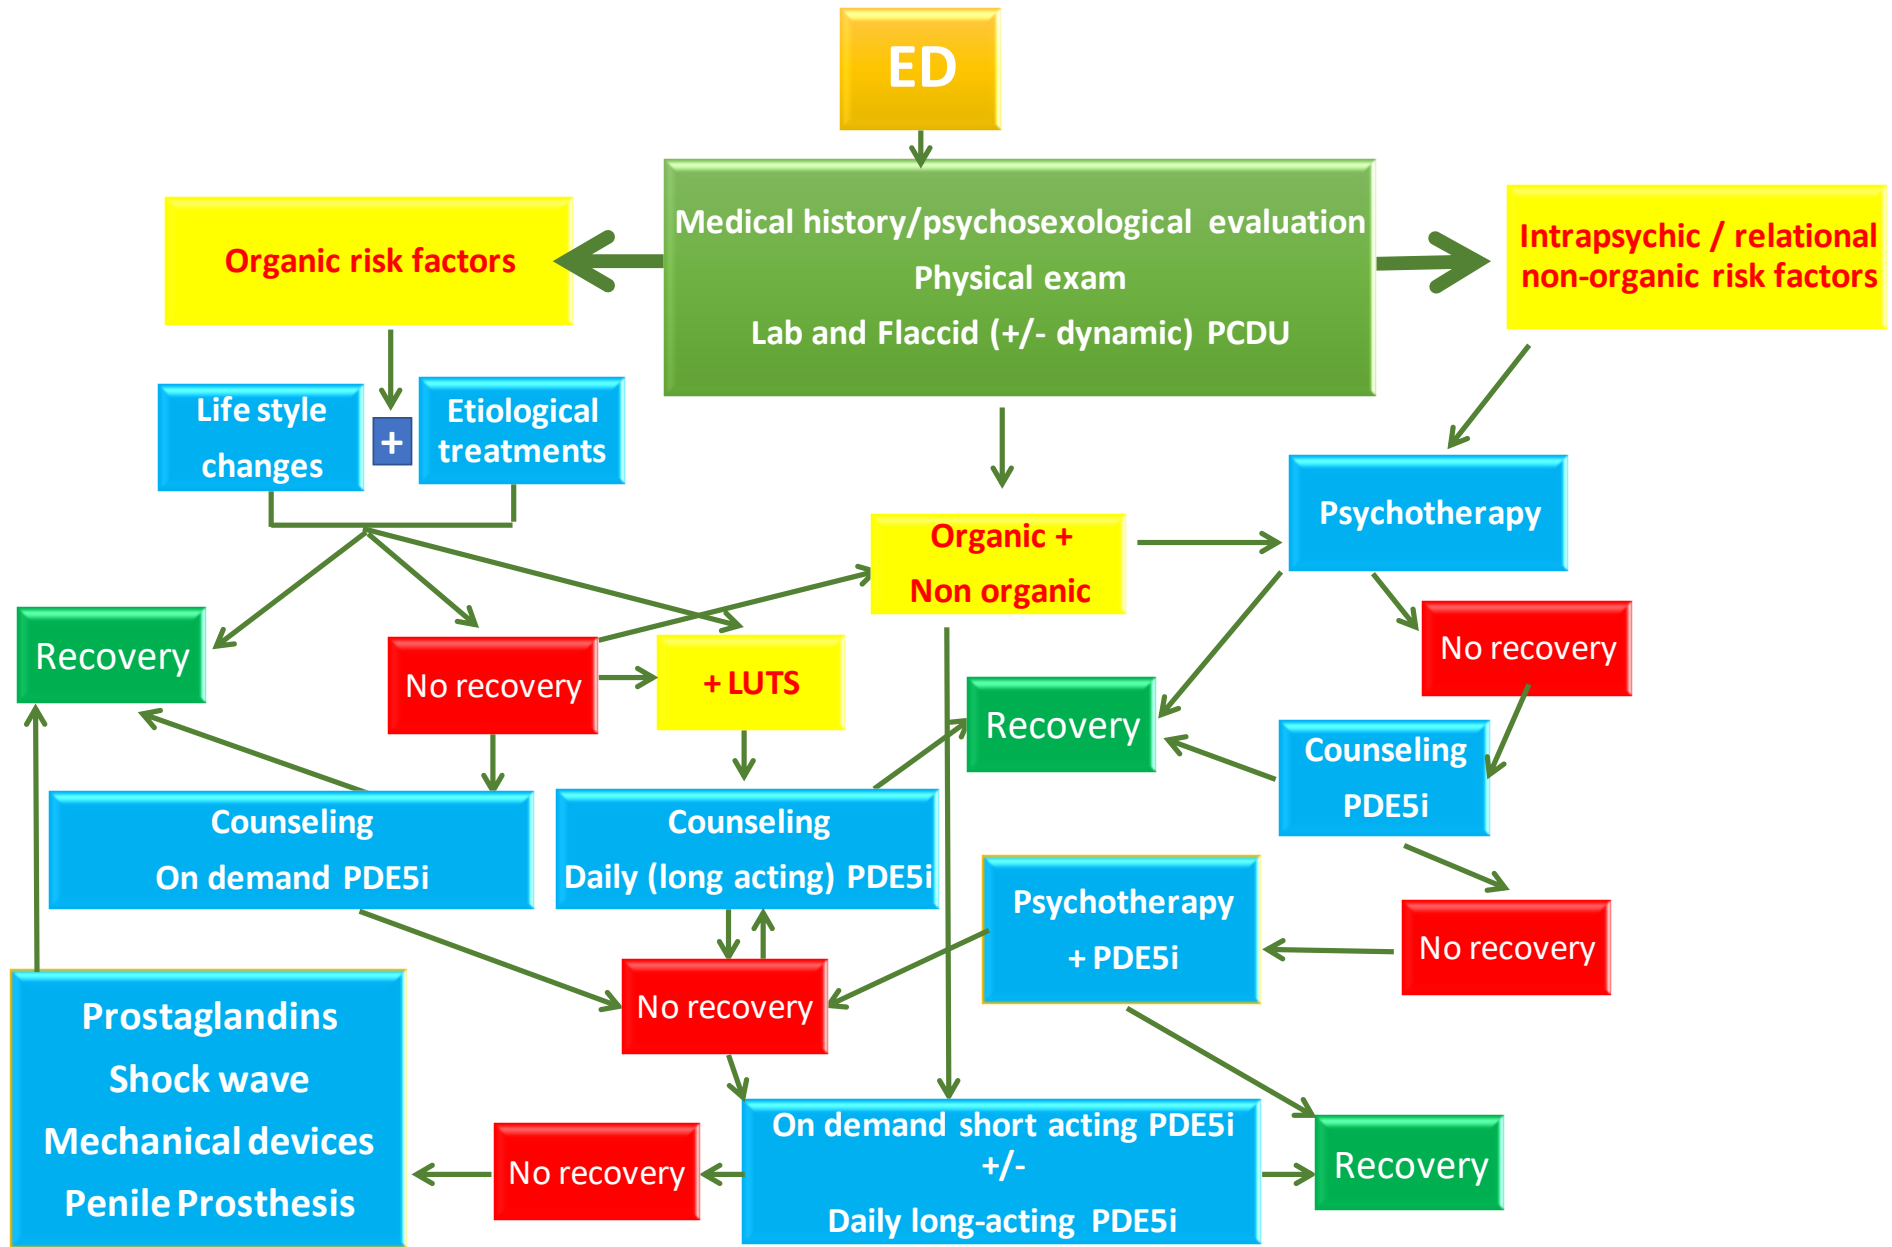 ED
Medical history/psychosexological evaluation
Physical exam
Lab and Flaccid (+/- dynamic) PCDU
Organic risk factors
Intrapsychic / relational
non-organic risk factors
Life style
changes
+
Etiological
treatments
Psychotherapy
Organic +
Non organic
Recovery
No recovery
+ LUTS
No recovery
Recovery
Counseling
PDE5i
Counseling
On demand PDE5i
Counseling
Daily (long acting) PDE5i
Psychotherapy
+ PDE5i
No recovery
No recovery
Prostaglandins
Shock wave
Mechanical devices
Penile Prosthesis
No recovery
On demand short acting PDE5i
+/-
Daily long-acting PDE5i
Recovery